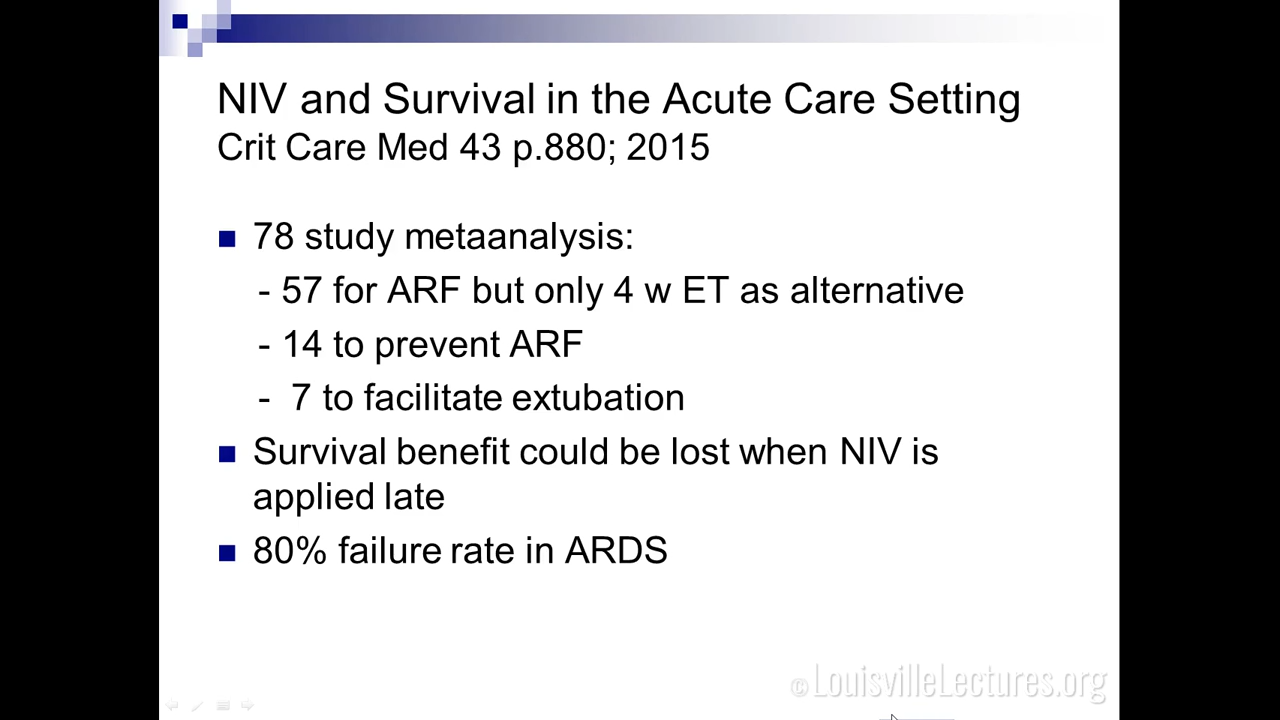 NIV and Survival in the Acute Care Setting
Crit Care Med 43 p.880; 2015
78 study metaanalysis:
- 57 for ARF but only 4 w ET as alternative
- 14 to prevent ARF
- 7 to facilitate extubation
Survival benefit could be lost when NIV is
applied late
80% failure rate in ARDS
©LouisvilleLectures.org